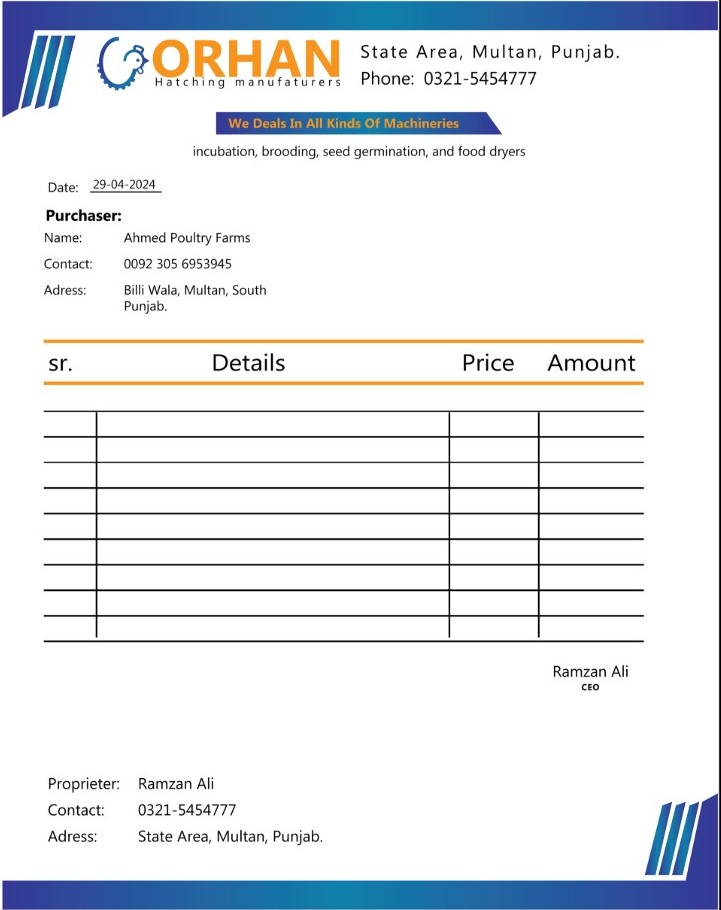 ORHAN
Hatching manufaturers
State Area, Multan, Punjab.
Phone: 0321-5454777
We Deals In All Kinds Of Machineries
incubation, brooding, seed germination, and food dryers
Date: 29-04-2024
Purchaser:
Name: Ahmed Poultry Farms
Contact: 0092 305 6953945
Adress: Billi Wala, Multan, South
Punjab.
sr. Details Price Amount
Ramzan Ali
CEO
Proprieter: Ramzan Ali
Contact: 0321-5454777
Adress: State Area, Multan, Punjab.